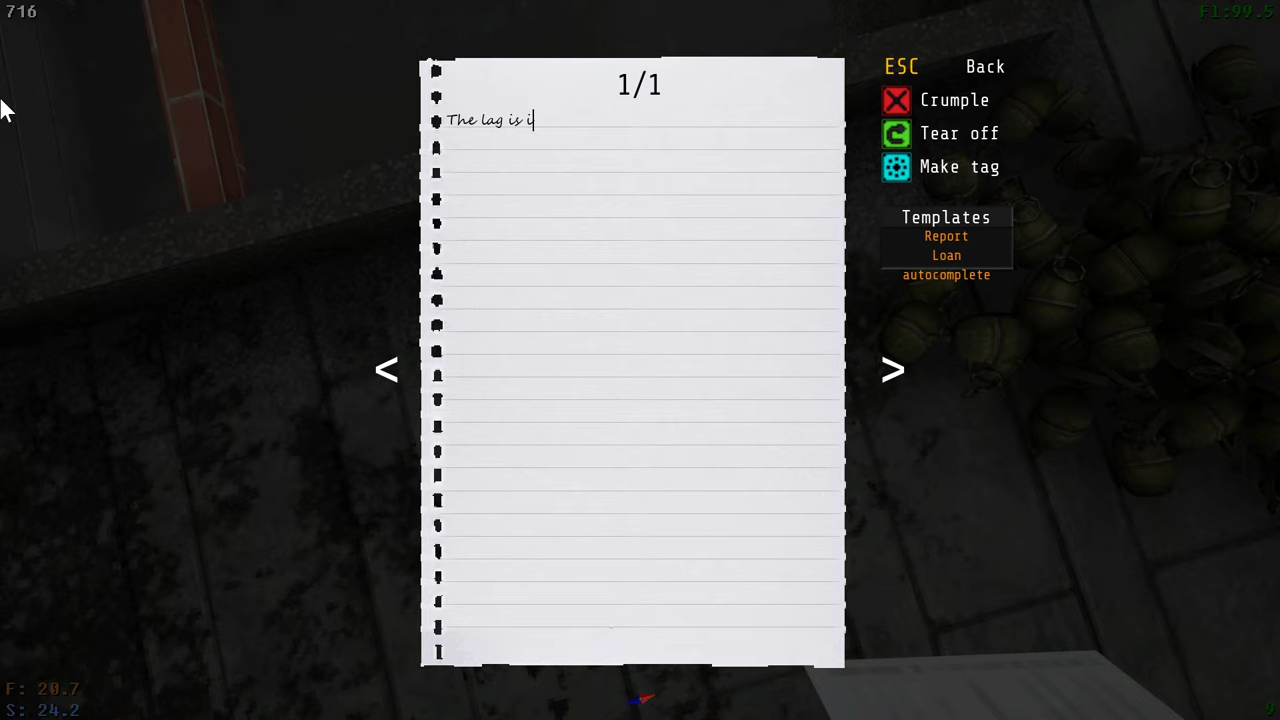 716
F1:99.5
1/1
The lag is i
ESC Back
Crumple
Tear off
Make tag
Templates
Report
Loan
autocomplete
<
>
F: 20.7
S: 24.2